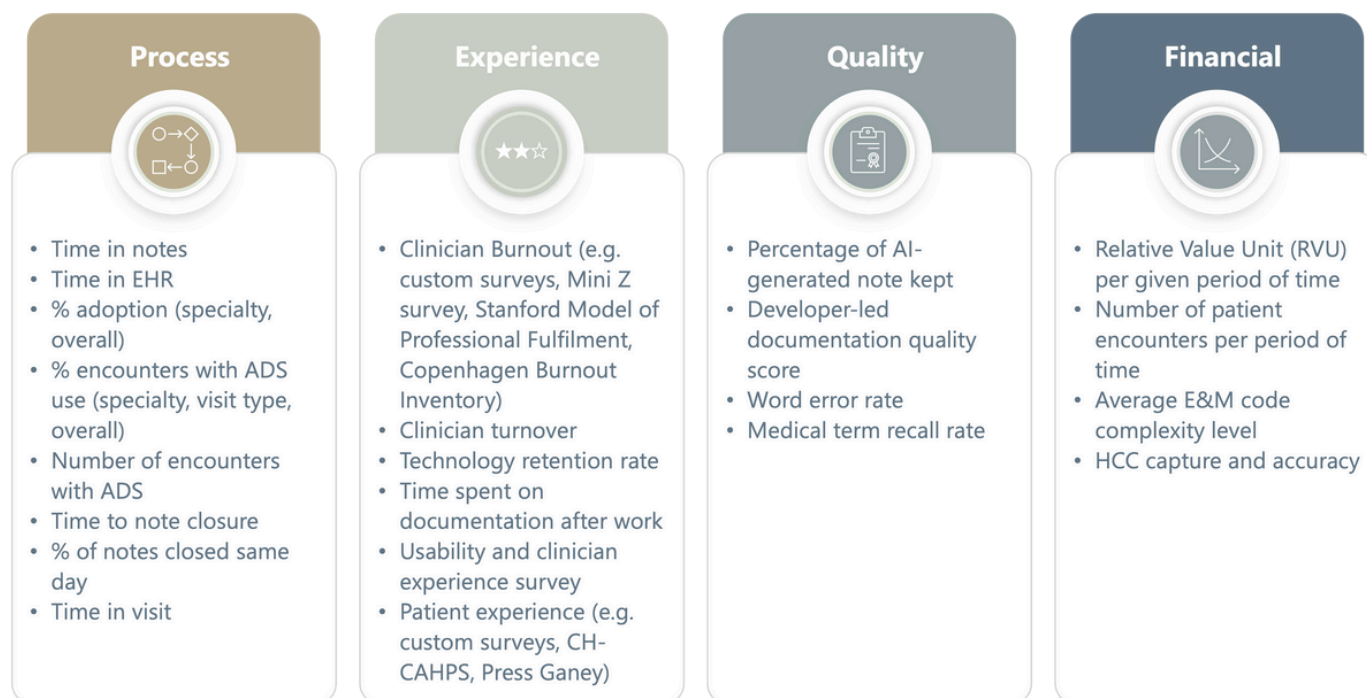 Process
• Time in notes
• Time in EHR
• % adoption (specialty,
overall)
• % encounters with ADS
use (specialty, visit type,
overall)
• Number of encounters
with ADS
• Time to note closure
• % of notes closed same
day
• Time in visit
Experience
• Clinician Burnout (e.g.
custom surveys, Mini Z
survey, Stanford Model of
Professional Fulfilment,
Copenhagen Burnout
Inventory)
• Clinician turnover
• Technology retention rate
• Time spent on
documentation after work
• Usability and clinician
experience survey
• Patient experience (e.g.
custom surveys, CH-
CAHPS, Press Ganey)
Quality
• Percentage of AI-
generated note kept
• Developer-led
documentation quality
score
• Word error rate
• Medical term recall rate
Financial
• Relative Value Unit (RVU)
per given period of time
• Number of patient
encounters per period of
time
• Average E&M code
complexity level
• HCC capture and accuracy